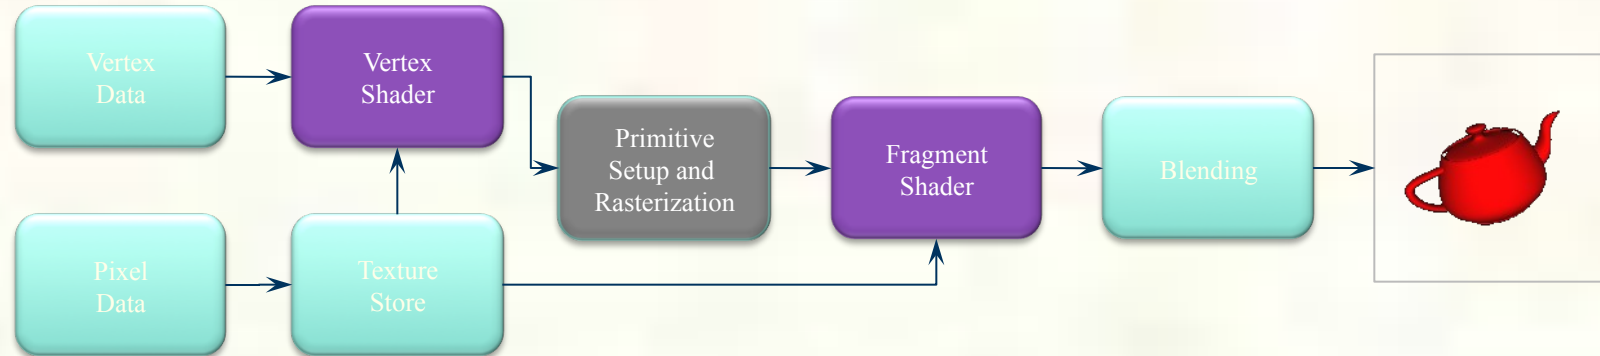 Vertex
Data
Vertex
Shader
Primitive
Setup and
Rasterization
Fragment
Shader
Blending
Pixel
Data
Texture
Store